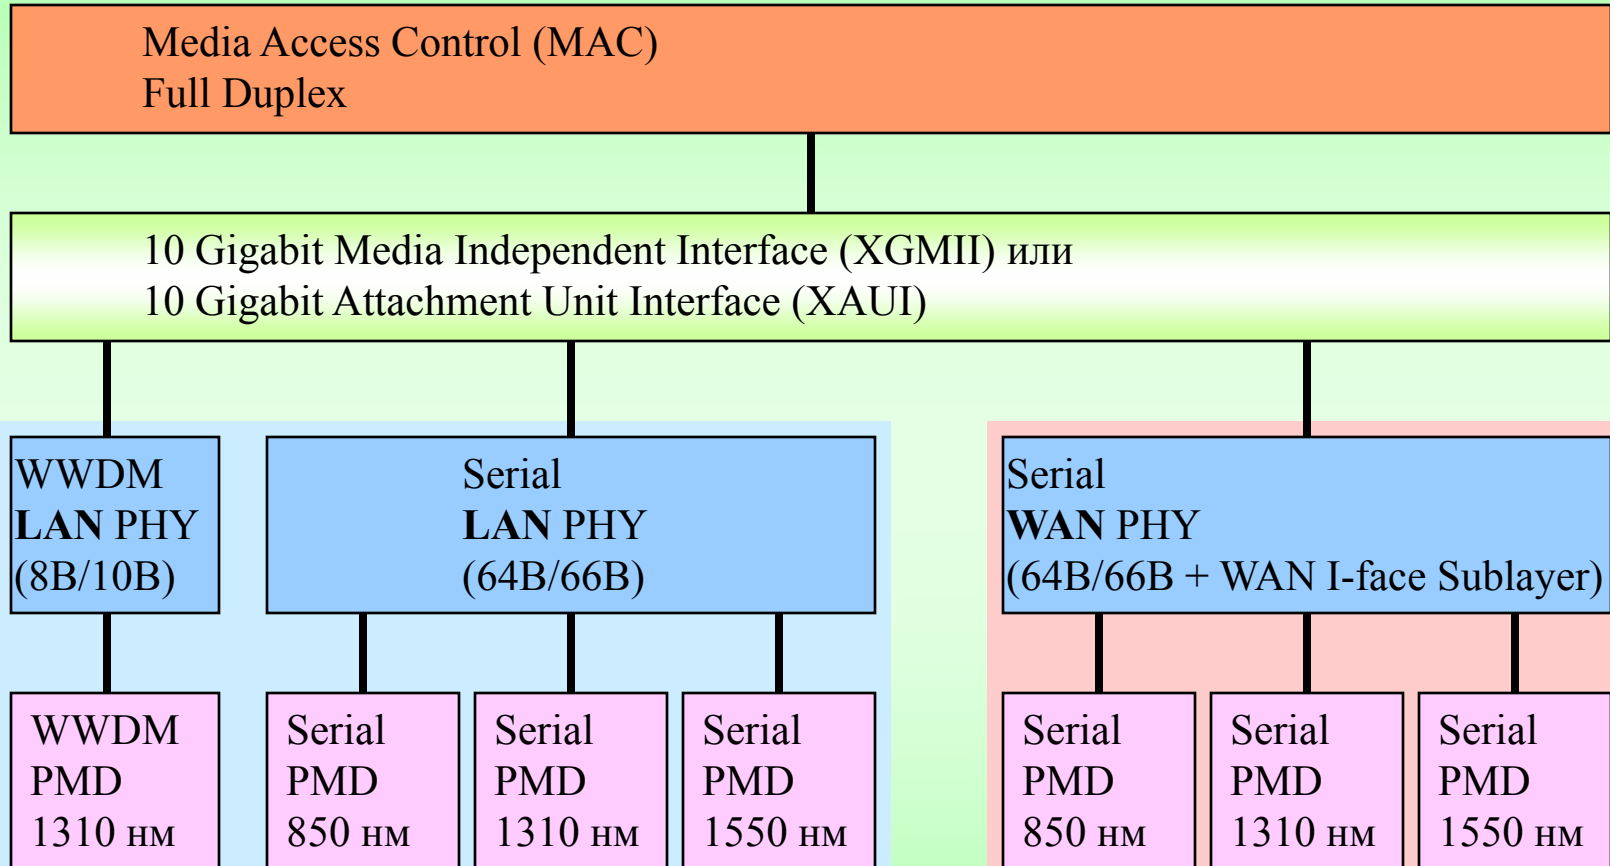 Media Access Control (MAC)
Full Duplex
10 Gigabit Media Independent Interface (XGMII) или
10 Gigabit Attachment Unit Interface (XAUI)
WWDM
LAN PHY
(8B/10B)
Serial
LAN PHY
(64B/66B)
Serial
WAN PHY
(64B/66B + WAN I-face Sublayer)
WWDM
PMD
1310 нм
Serial
PMD
850 нм
Serial
PMD
1310 нм
Serial
PMD
1550 нм
Serial
PMD
850 нм
Serial
PMD
1310 нм
Serial
PMD
1550 нм